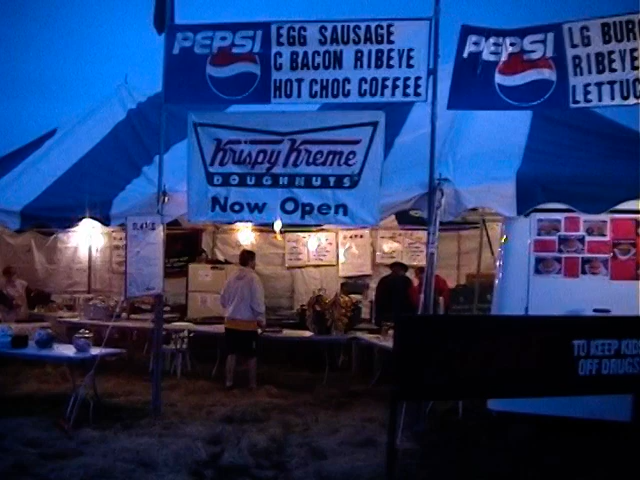 PEPSI
EGG SAUSAGE
C BACON RIBEYE
HOT CHOC COFFEE
PEPSI
LG BUR
RIBEYE
LETTUC
Krispy Kreme
DOUGHNUTS
Now Open
TO KEEP KID
OFF DRUGS